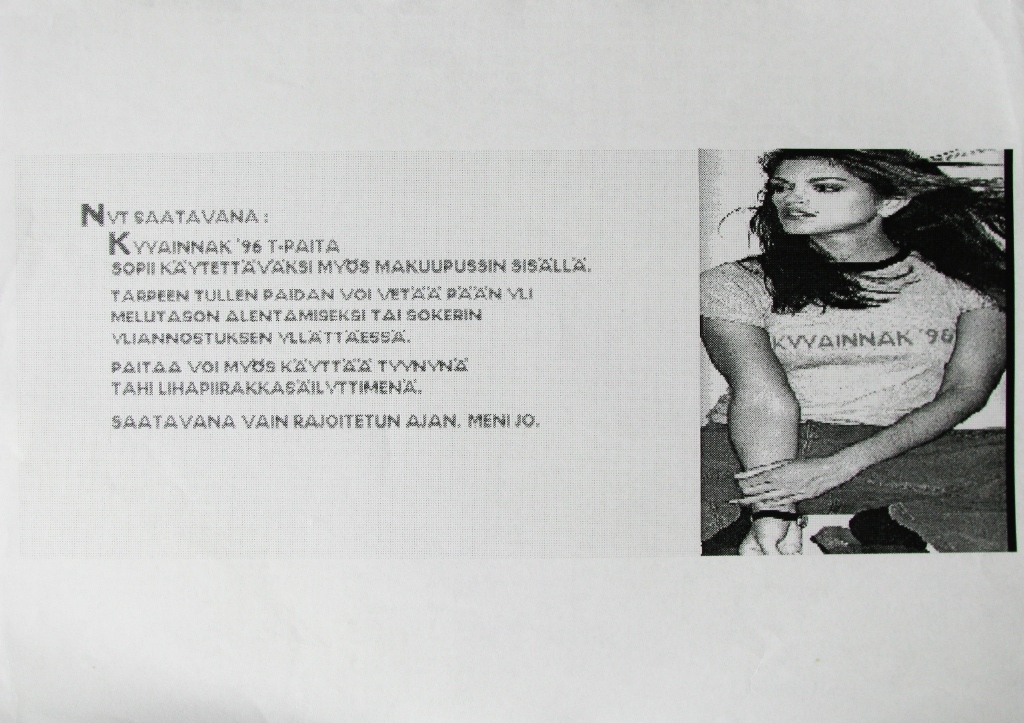 NYT SAATAVANA :
KYYAINNAK '96 T-PAITA
SOPII KÄYTETTÄVÄKSI MYÖS MAKUUPUSSIN SISÄLLÄ.
TARPEEN TULLEN PAIDAN VOI VETÄÄ PÄÄN YLI
MELUTASON ALENTAMISEKSI TAI SOKERIN
YLIANNOSTUKSEN YLLÄTTÄESSÄ.
PAITAA VOI MYÖS KÄYTTÄÄ TYYNYNÄ
TAHI LIHAPIIRAKKASÄILYTTIMENÄ.
SAATAVANA VAIN RAJOITETUN AJAN. MENI JO.
KYYAINNAK '96